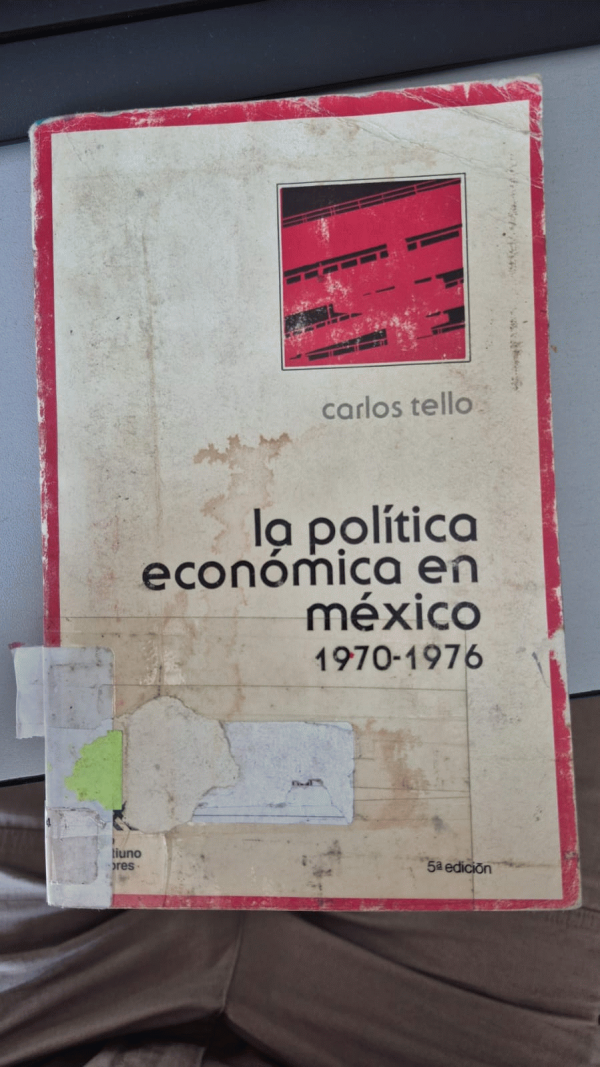 carlos tello
la política
económica en
méxico
1970-1976
5ª edición